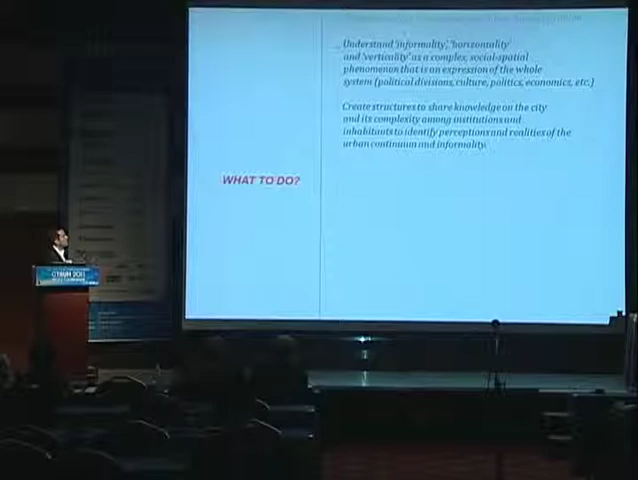 Understand 'informality', 'horizontality'
and 'verticality' as a complex, social-spatial
phenomenon that is an expression of the whole
system (political divisions, culture, politics, economics, etc.)
Create structures to share knowledge on the city
and its complexity among institutions and
inhabitants to identify perceptions and realities of the
urban continuum and informality.
WHAT TO DO?